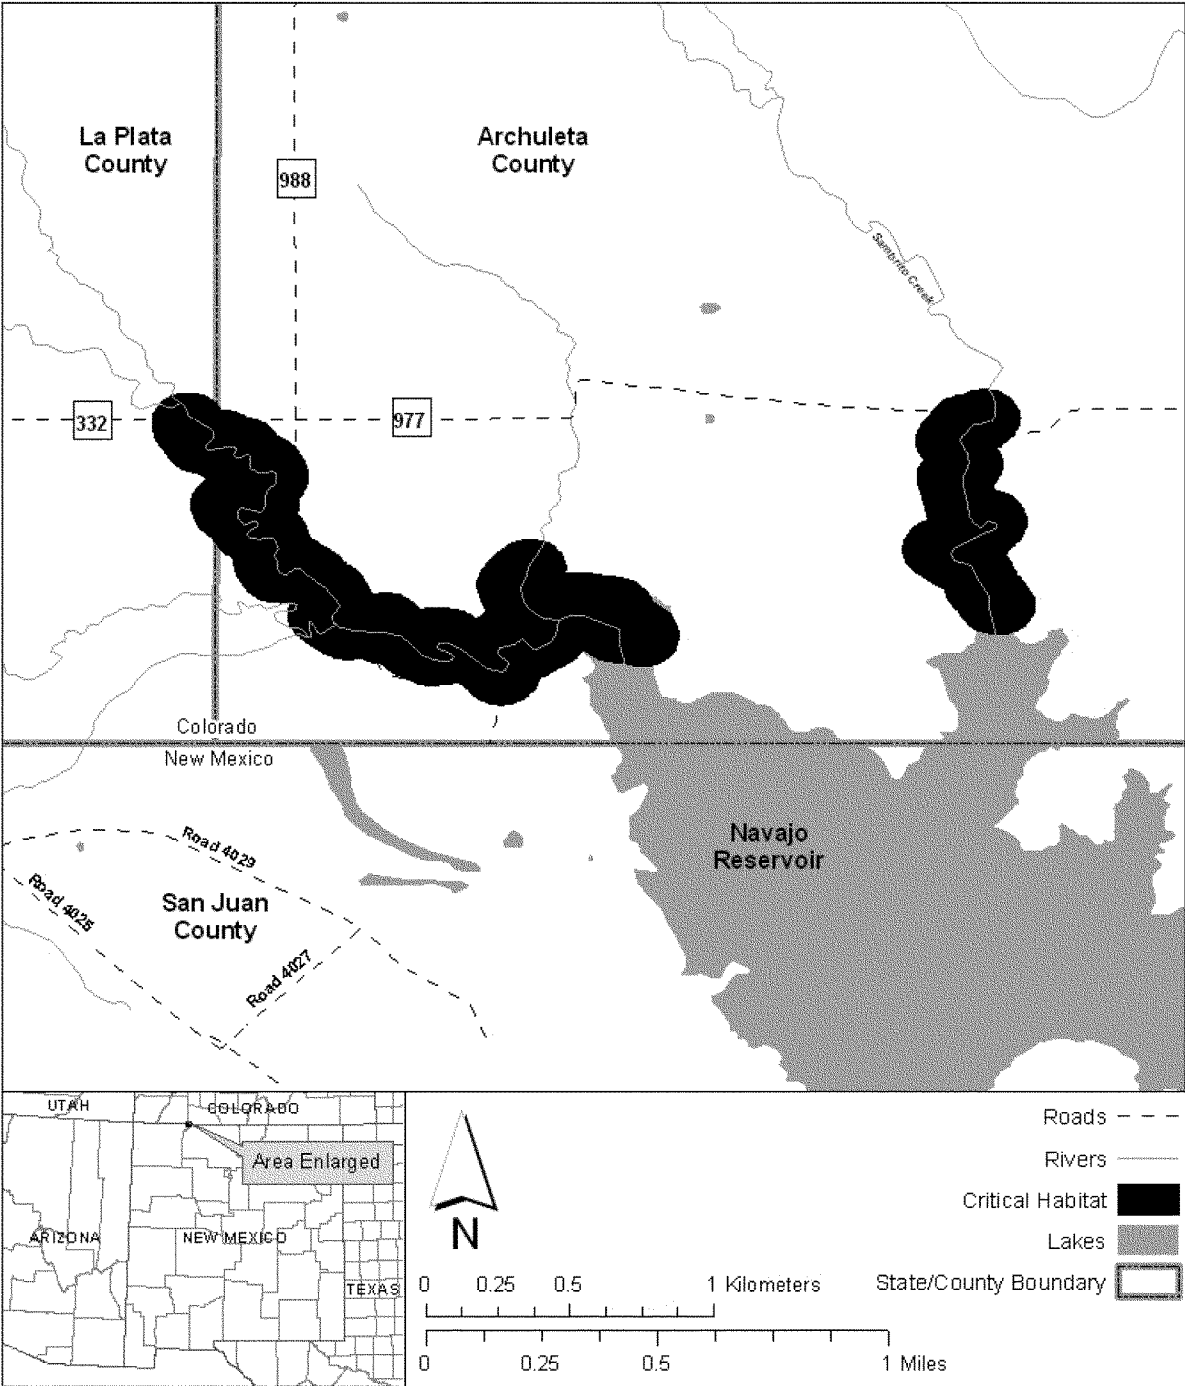 La Plata
County
Archuleta
County
988
Sambrito Creek
332
977
Colorado
New Mexico
Navajo
Reservoir
Road 4029
Road 4025
San Juan
County
Road 4027
UTAH
COLORADO
Area Enlarged
ARIZONA
NEW MEXICO
TEXAS
N
0 0.25 0.5 1 Kilometers
0 0.25 0.5 1 Miles
Roads
Rivers
Critical Habitat
Lakes
State/County Boundary